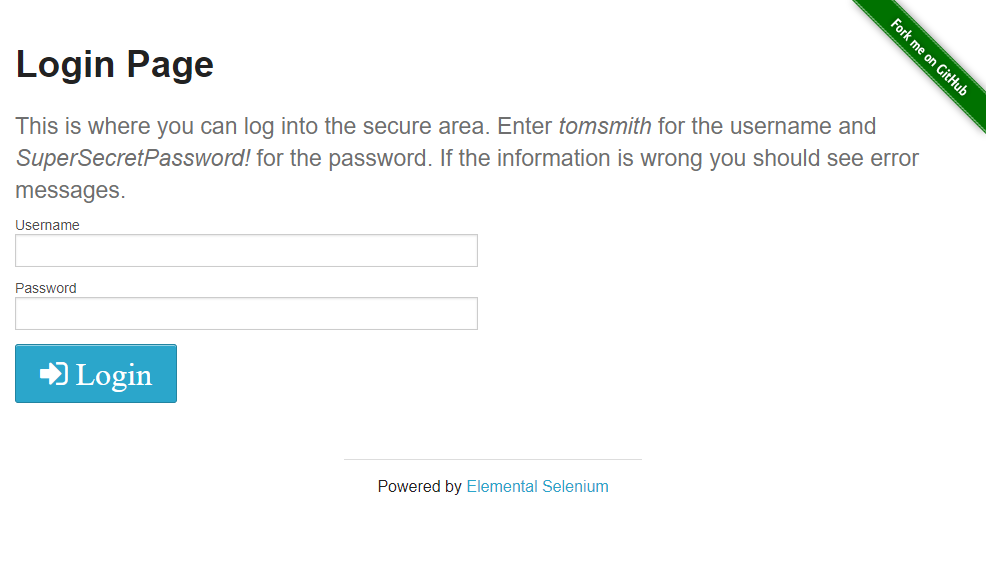 Fork me on GitHub
Login Page
This is where you can log into the secure area. Enter tomsmith for the username and
SuperSecretPassword! for the password. If the information is wrong you should see error
messages.
Username
Password
Login
Powered by Elemental Selenium